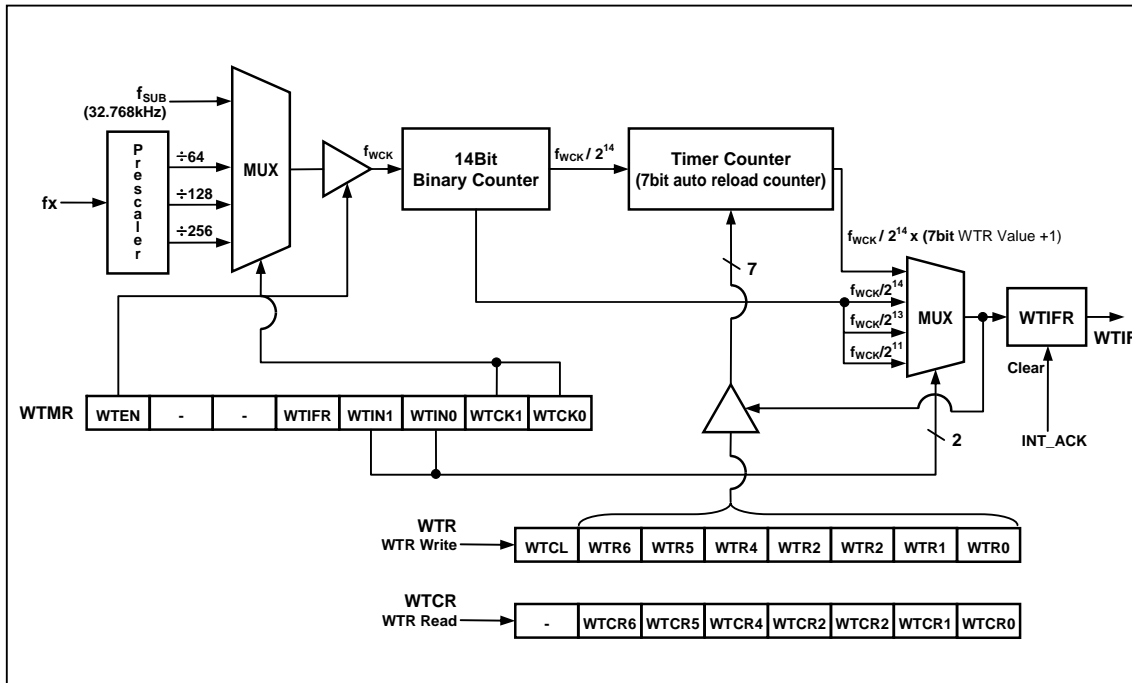 fSUB
(32.768kHz)
Prescaler
fx
÷64
÷128
÷256
MUX
fWCK
14Bit
Binary Counter
fWCK / 2^14
Timer Counter
(7bit auto reload counter)
fWCK / 2^14 x (7bit WTR Value +1)
7
fWCK/2^14
fWCK/2^13
fWCK/2^11
MUX
WTIFR
WTIF
Clear
INT_ACK
2
WTMR
WTEN - - WTIFR WTIN1 WTIN0 WTCK1 WTCK0
WTR
WTR Write
WTCL WTR6 WTR5 WTR4 WTR2 WTR2 WTR1 WTR0
WTCR
WTR Read
- WTCR6 WTCR5 WTCR4 WTCR2 WTCR2 WTCR1 WTCR0